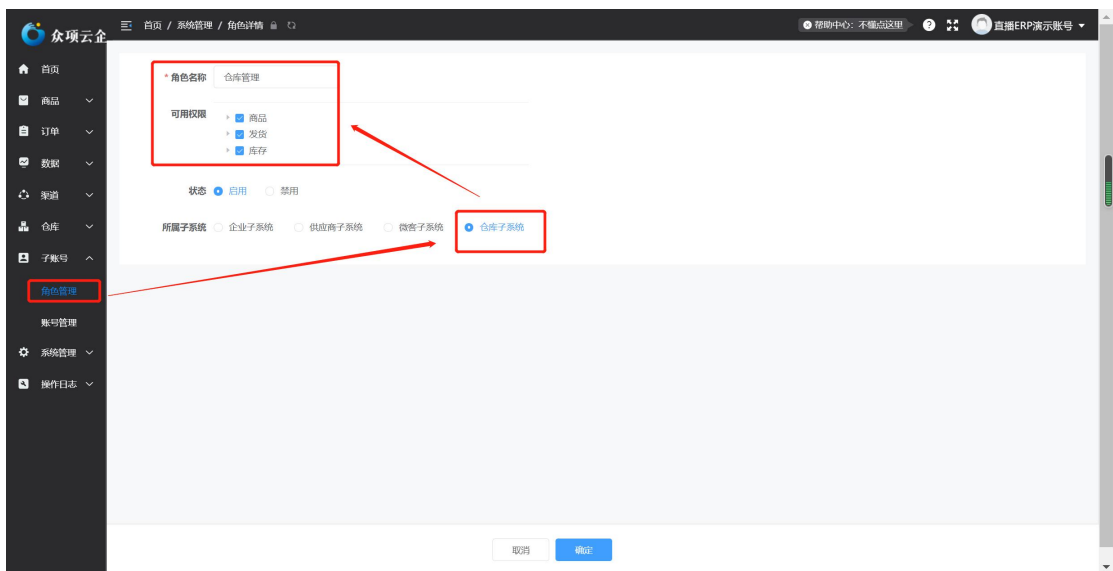 众项云企
首页 / 系统管理 / 角色详情
帮助中心：不懂点这里
直播ERP演示账号
首页
商品
订单
数据
渠道
仓库
子账号
角色管理
账号管理
系统管理
操作日志
* 角色名称 仓库管理
可用权限
商品
发货
库存
状态 启用 禁用
所属子系统 企业子系统 供应商子系统 微客子系统 仓库子系统
取消 确定